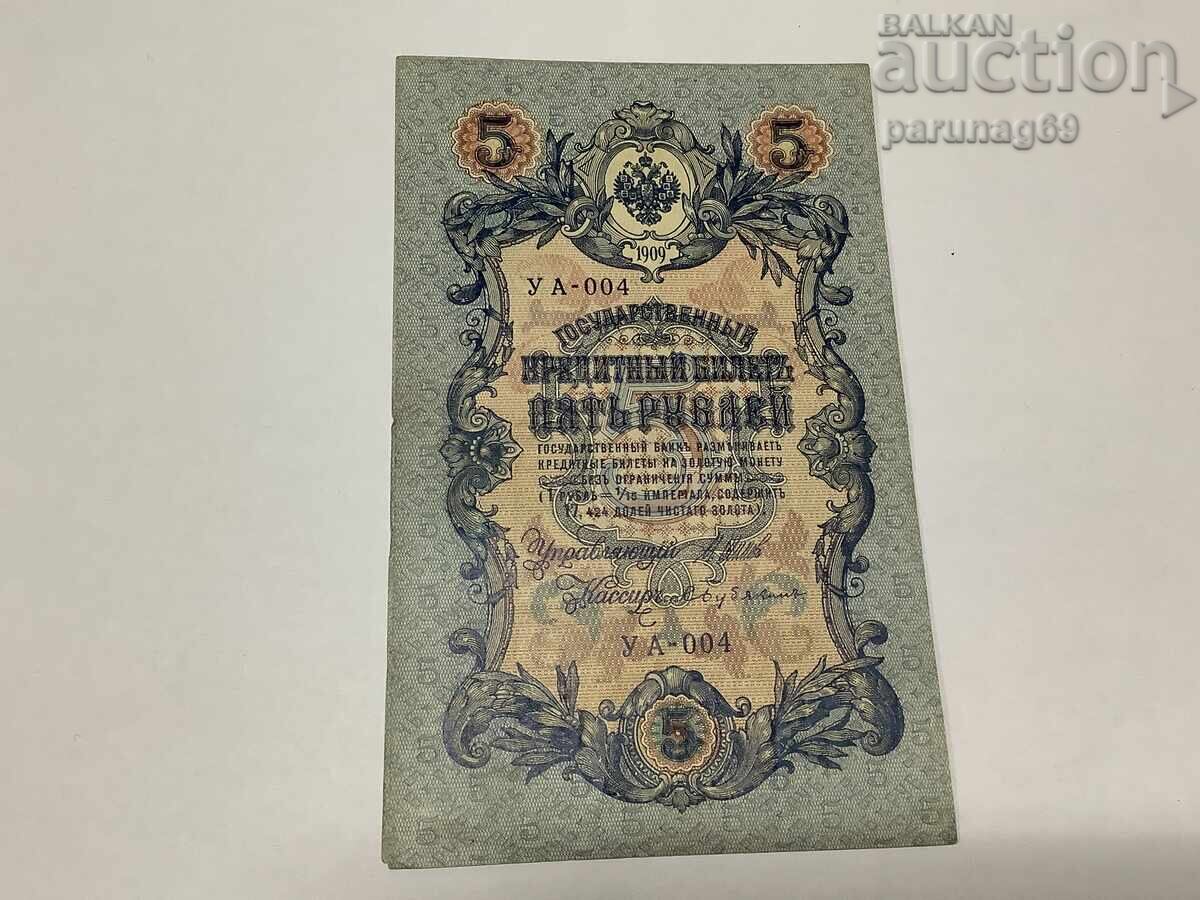 BALKAN
auction
parunag69
5 5
1909
УА-004
ГОСУДАРСТВЕННЫЙ
КРЕДИТНЫЙ БИЛЕТЪ
ПЯТЬ РУБЛЕЙ
ГОСУДАРСТВЕННЫЙ БАНКЪ РАЗМѢНИВАЕТЪ
КРЕДИТНЫЕ БИЛЕТЫ НА ЗОЛОТУЮ МОНЕТУ
БЕЗЪ ОГРАНИЧЕНІЯ СУММЫ
(1 РУБЛЬ = 1/15 ИМПЕРІАЛА, СОДЕРЖИТЪ
17,424 ДОЛЕЙ ЧИСТАГО ЗОЛОТА).
Управляющій
Кассиръ
УА-004
5